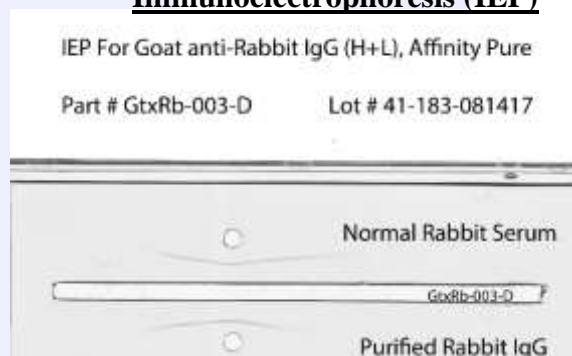 Immunoelectrophoresis (IEP)
IEP For Goat anti-Rabbit IgG (H+L), Affinity Pure
Part # GtxRb-003-D Lot # 41-183-081417
Normal Rabbit Serum
GtxRb-003-D
Purified Rabbit IgG